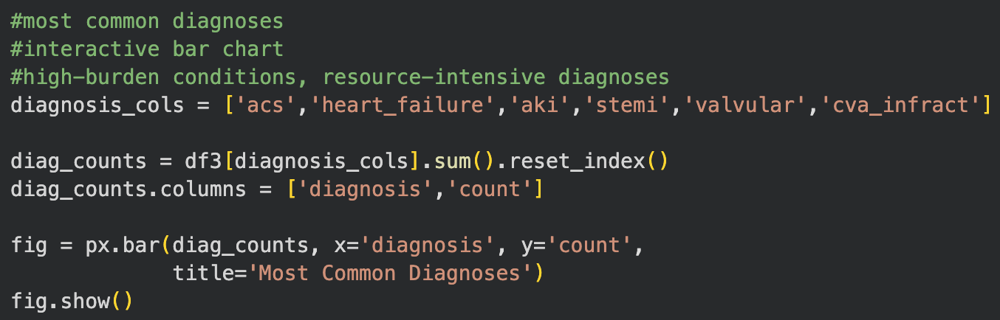 #most common diagnoses
#interactive bar chart
#high-burden conditions, resource-intensive diagnoses
diagnosis_cols = ['acs','heart_failure','aki','stemi','valvular','cva_infract']
diag_counts = df3[diagnosis_cols].sum().reset_index()
diag_counts.columns = ['diagnosis','count']
fig = px.bar(diag_counts, x='diagnosis', y='count',
             title='Most Common Diagnoses')
fig.show()